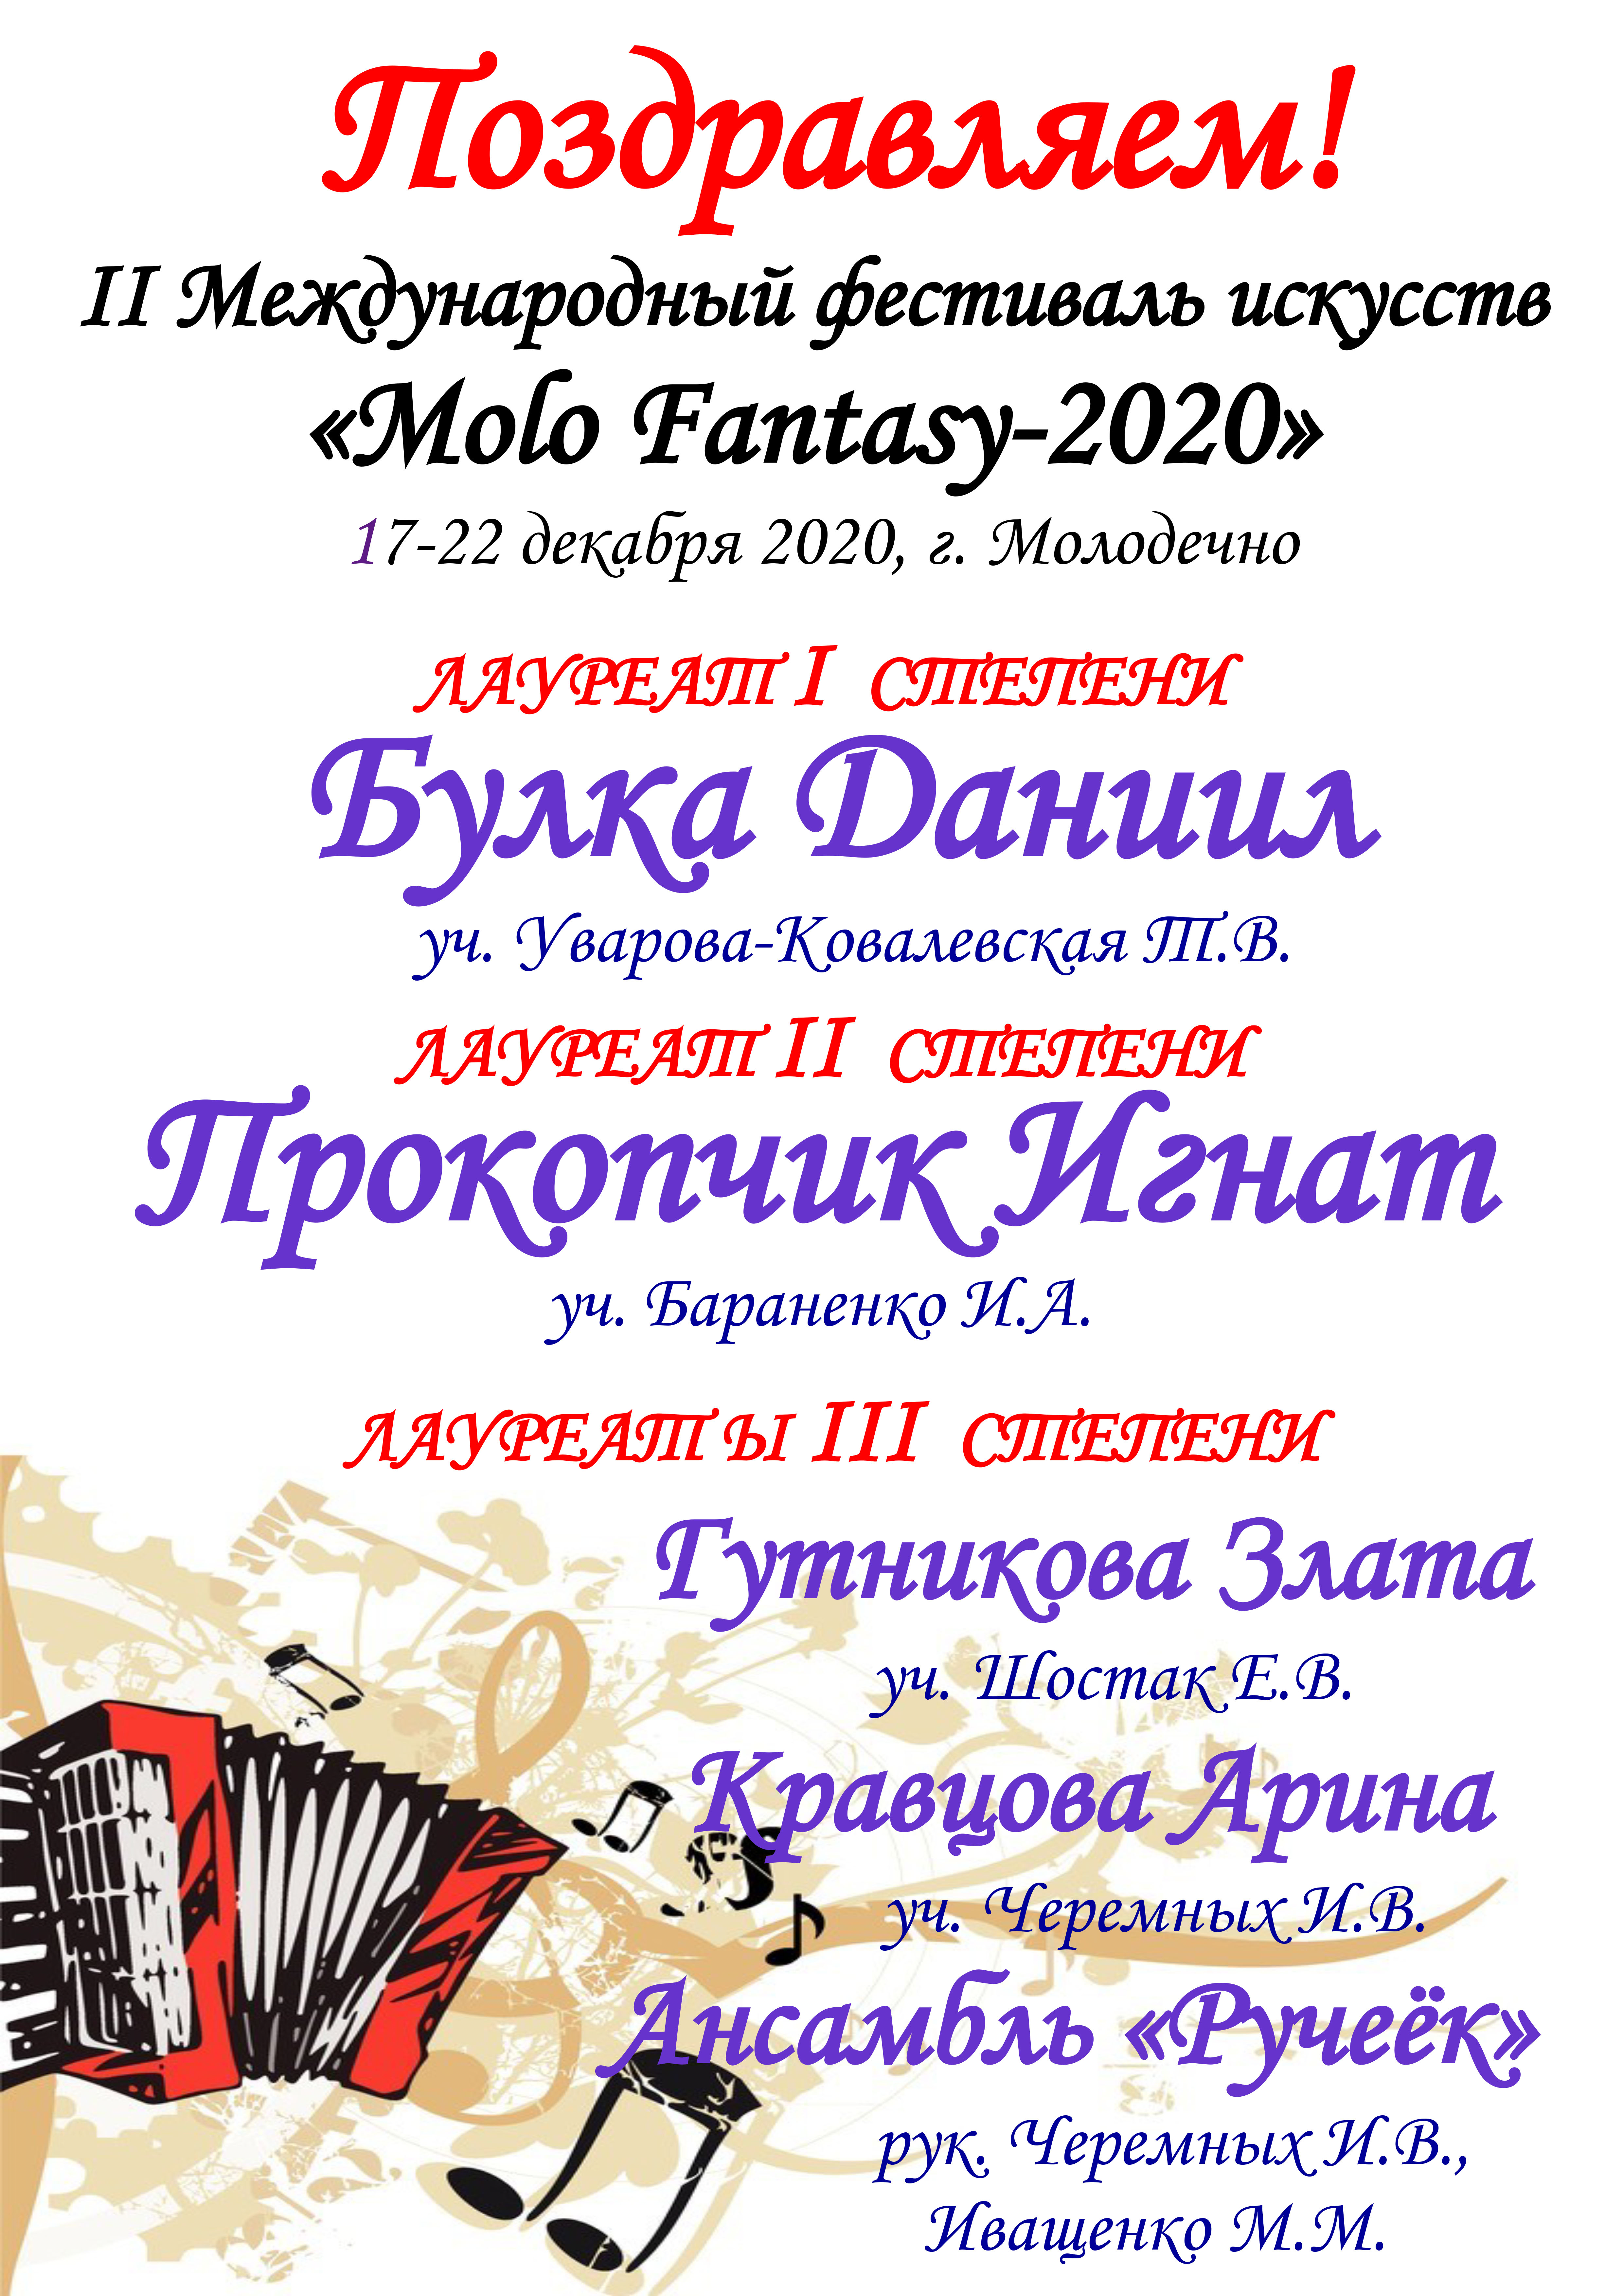 Поздравляем!
II Международный фестиваль искусств
«Molo Fantasy-2020»
17-22 декабря 2020, г. Молодечно
ЛАУРЕАТ I СТЕПЕНИ
Булка Даниил
уч. Уварова-Ковалевская Т.В.
ЛАУРЕАТ II СТЕПЕНИ
Прокопчик Игнат
уч. Бараненко И.А.
ЛАУРЕАТЫ III СТЕПЕНИ
Гутникова Злата
уч. Шостак Е.В.
Кравцова Арина
уч. Черемных И.В.
Ансамбль «Ручеёк»
рук. Черемных И.В.,
Иващенко М.М.